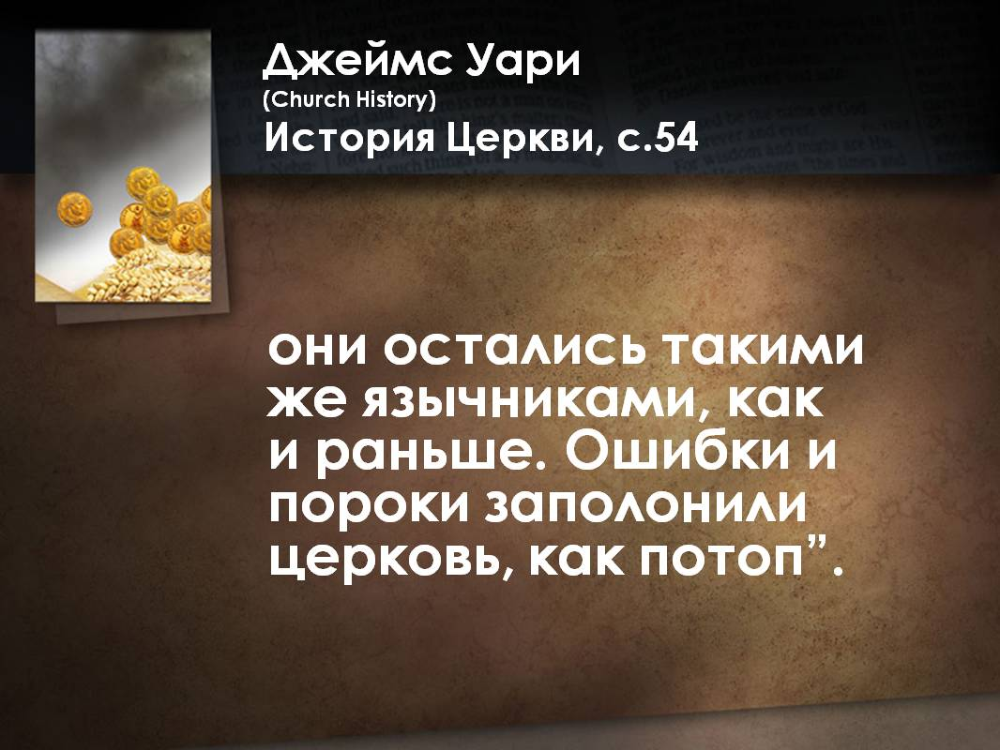 Джеймс Уари
(Church History)
История Церкви, с.54
они остались такими
же язычниками, как
и раньше. Ошибки и
пороки заполонили
церковь, как потоп”.